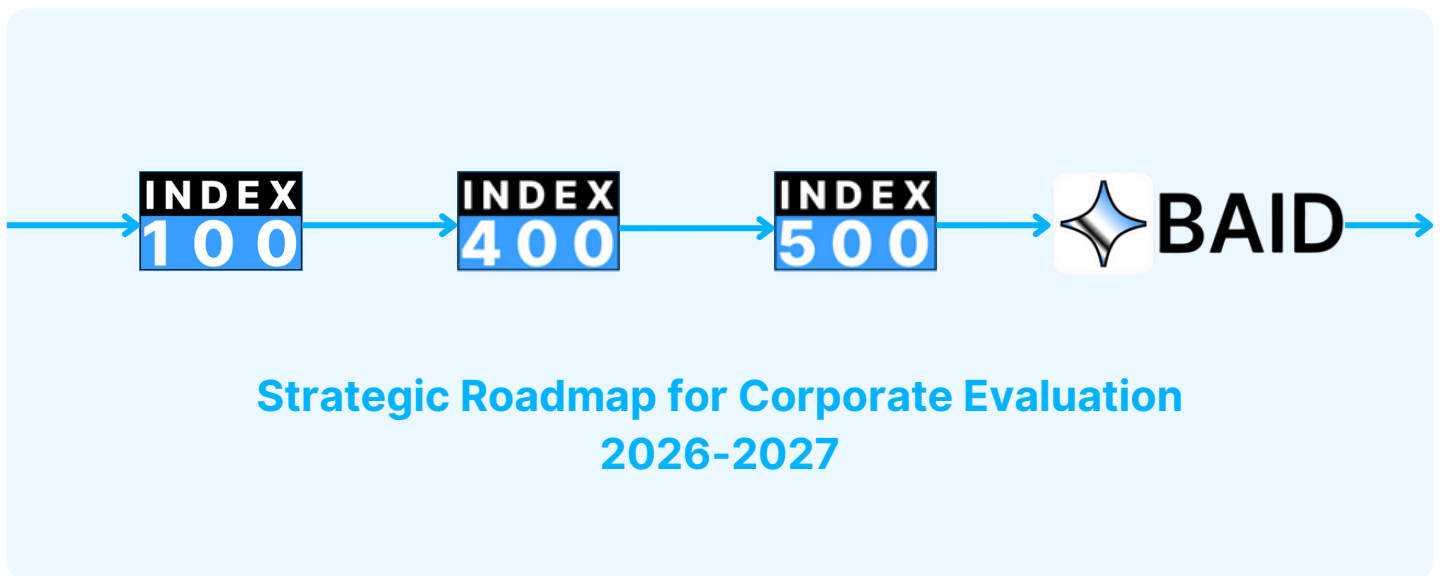 INDEX
100
INDEX
400
INDEX
500
BAID
Strategic Roadmap for Corporate Evaluation
2026-2027